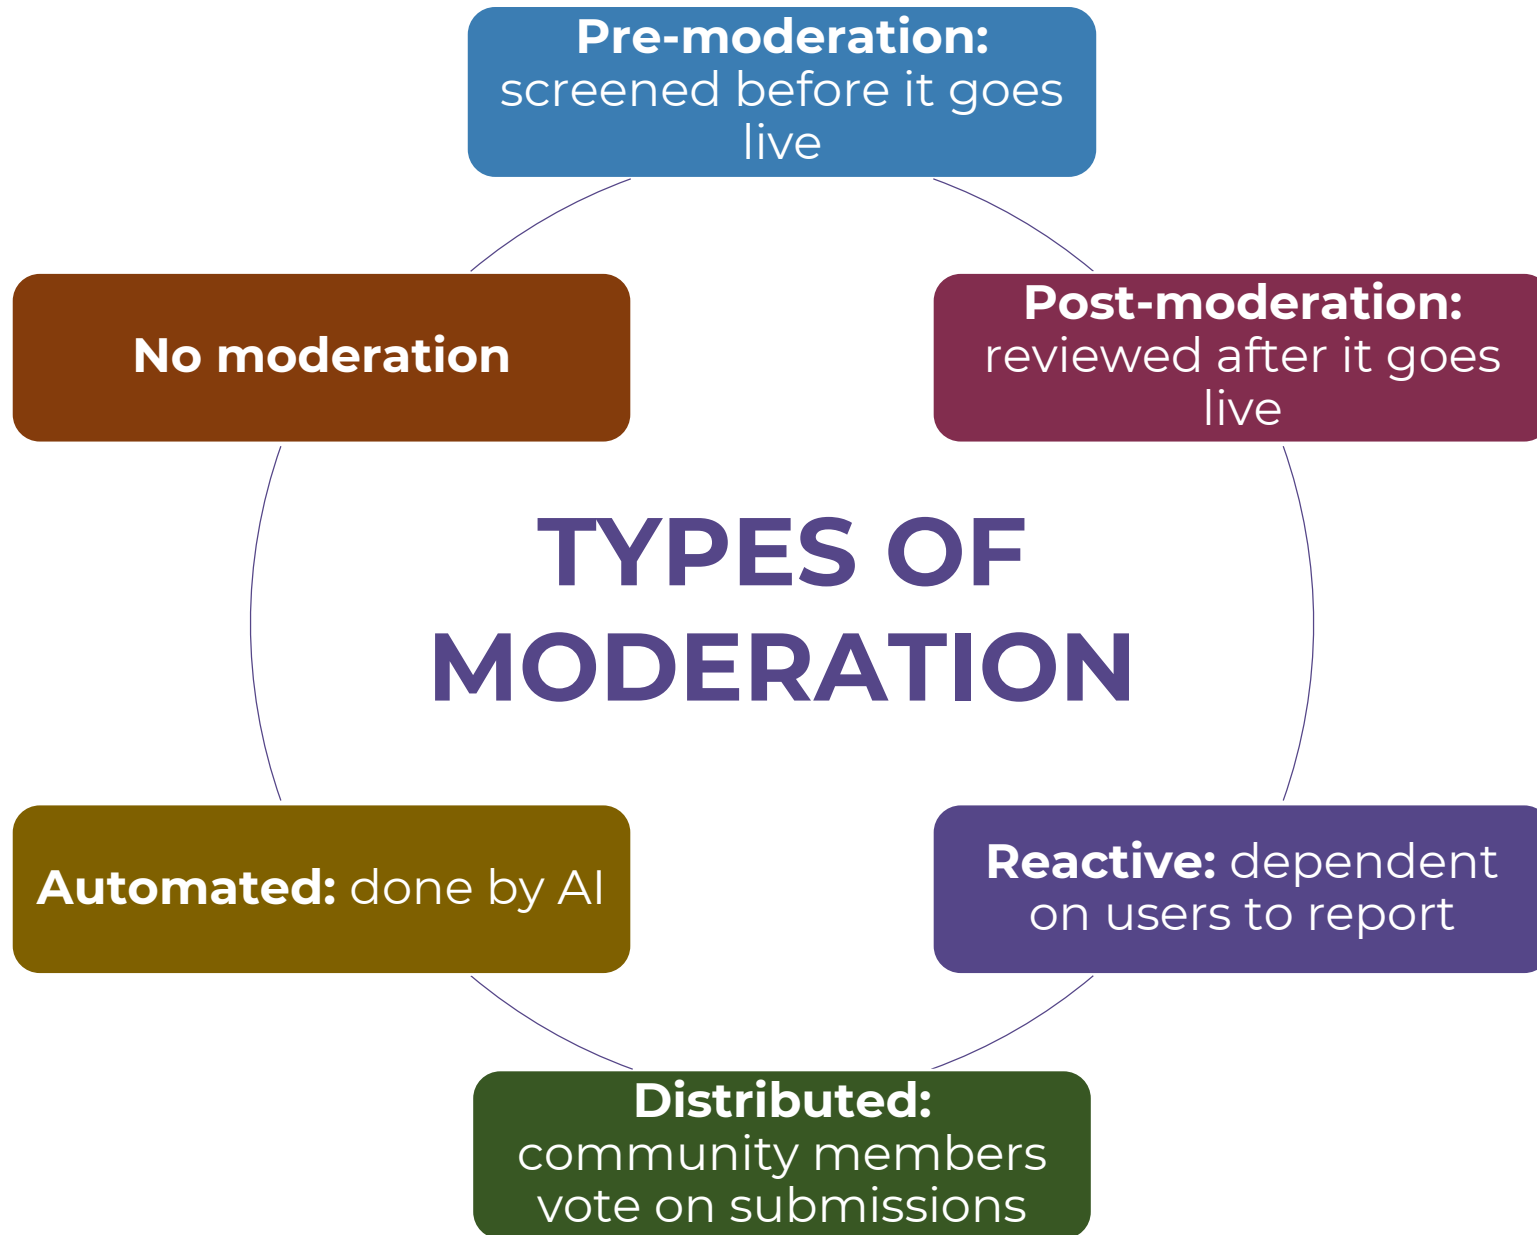 Pre-moderation:
screened before it goes
live
No moderation
Post-moderation:
reviewed after it goes
live
TYPES OF
MODERATION
Automated: done by AI
Reactive: dependent
on users to report
Distributed:
community members
vote on submissions